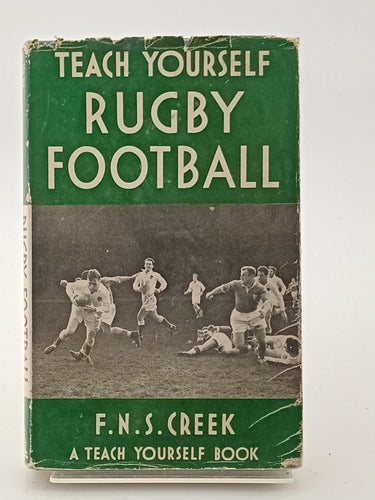 TEACH YOURSELF
RUGBY
FOOTBALL
F.N.S. CREEK
A TEACH YOURSELF BOOK
RUGBY FOOTBALL